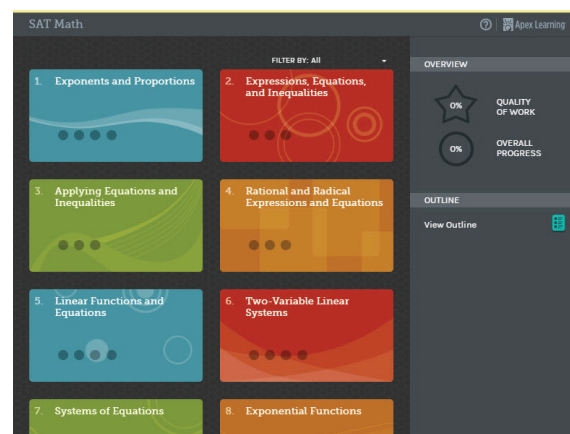 SAT Math
Apex Learning
FILTER BY: All
OVERVIEW
1. Exponents and Proportions
2. Expressions, Equations,
and Inequalities
0%
QUALITY
OF WORK
0%
OVERALL
PROGRESS
3. Applying Equations and
Inequalities
4. Rational and Radical
Expressions and Equations
OUTLINE
View Outline
5. Linear Functions and
Equations
6. Two-Variable Linear
Systems
7. Systems of Equations
8. Exponential Functions